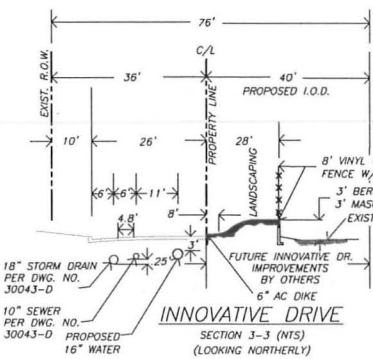 76'
C/L
EXIST. R.O.W.
36'
40'
PROPOSED I.O.D.
PROPERTY LINE
10'
26'
28'
LANDSCAPING
6'
6'
11'
8'
4.8'
8' VINYL
FENCE W/
3' BER
3' MAS
EXIST
3'
25'
18" STORM DRAIN
PER DWG. NO.
30043-D
10" SEWER
PER DWG. NO.
30043-D
PROPOSED
16" WATER
FUTURE INNOVATIVE DR.
IMPROVEMENTS
BY OTHERS
6" AC DIKE
INNOVATIVE DRIVE
SECTION 3-3 (NTS)
(LOOKING NORTHERLY)